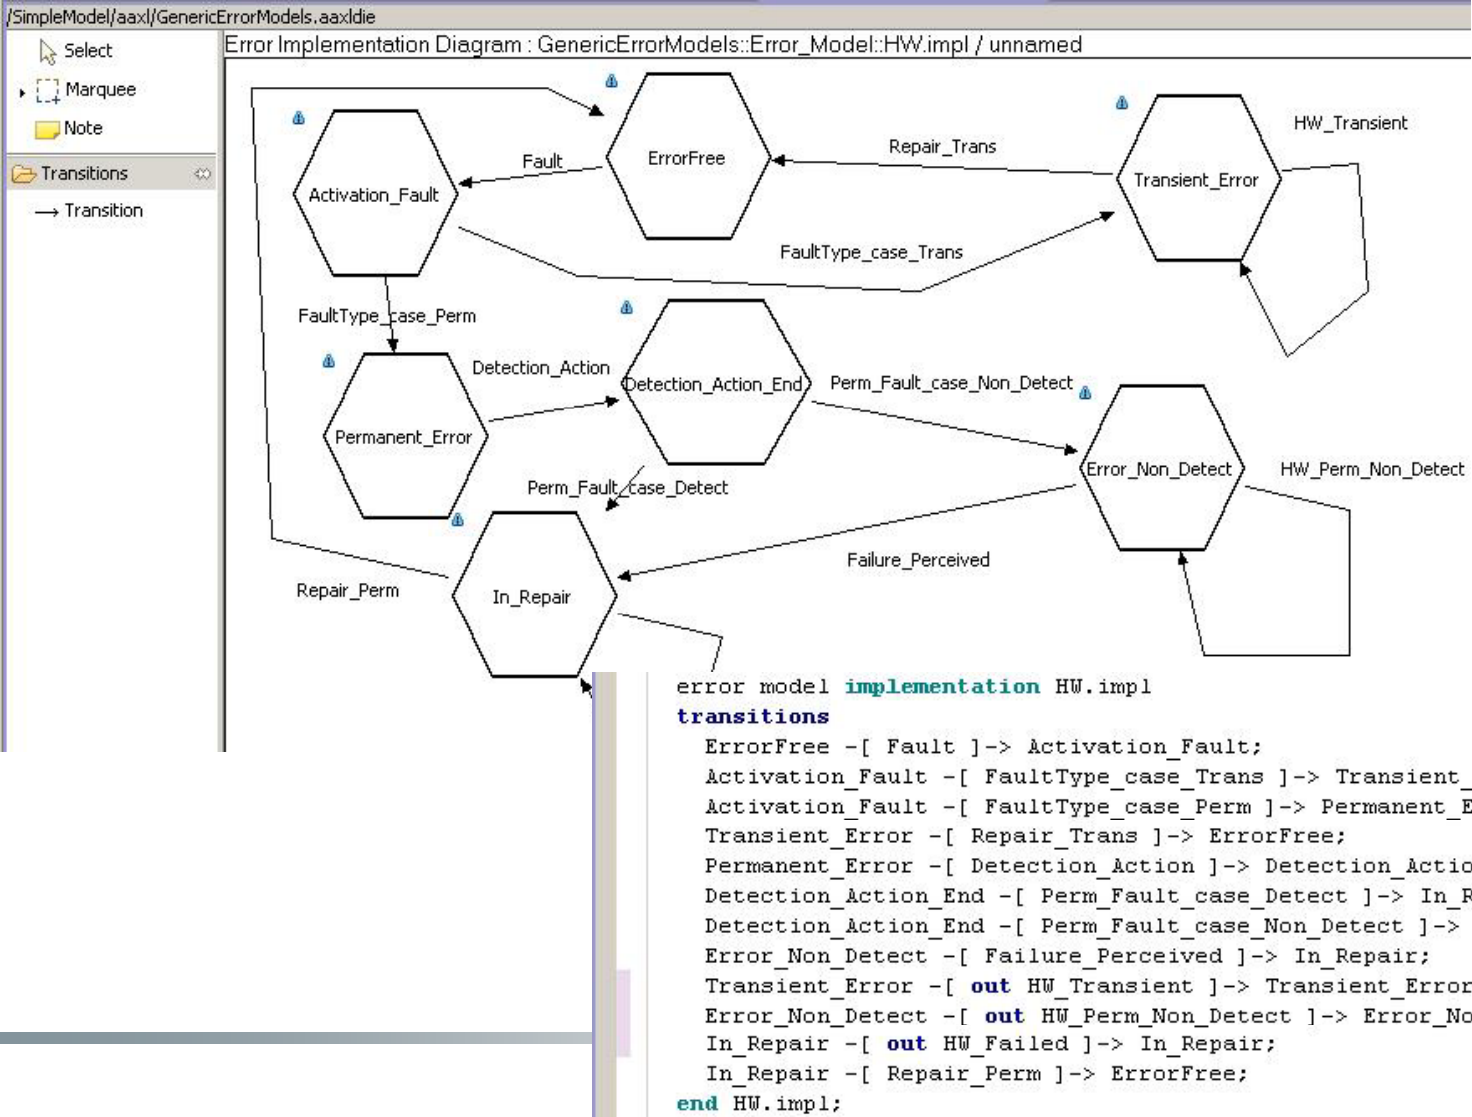 /SimpleModel/aaxl/GenericErrorModels.aaxldie
Select
Marquee
Note
Transitions
Transition
Error Implementation Diagram : GenericErrorModels::Error_Model::HW.impl / unnamed
ErrorFree
Activation_Fault
Transient_Error
HW_Transient
Repair_Trans
Fault
FaultType_case_Trans
FaultType_case_Perm
Detection_Action
Detection_Action_End
Perm_Fault_case_Non_Detect
Permanent_Error
Error_Non_Detect
HW_Perm_Non_Detect
Perm_Fault_case_Detect
Failure_Perceived
Repair_Perm
In_Repair
error model implementation HW.impl
transitions
ErrorFree -[ Fault ]-> Activation_Fault;
Activation_Fault -[ FaultType_case_Trans ]-> Transient_
Activation_Fault -[ FaultType_case_Perm ]-> Permanent_E
Transient_Error -[ Repair_Trans ]-> ErrorFree;
Permanent_Error -[ Detection_Action ]-> Detection_Actio
Detection_Action_End -[ Perm_Fault_case_Detect ]-> In_R
Detection_Action_End -[ Perm_Fault_case_Non_Detect ]->
Error_Non_Detect -[ Failure_Perceived ]-> In_Repair;
Transient_Error -[ out HW_Transient ]-> Transient_Error
Error_Non_Detect -[ out HW_Perm_Non_Detect ]-> Error_No
In_Repair -[ out HW_Failed ]-> In_Repair;
In_Repair -[ Repair_Perm ]-> ErrorFree;
end HW.impl;